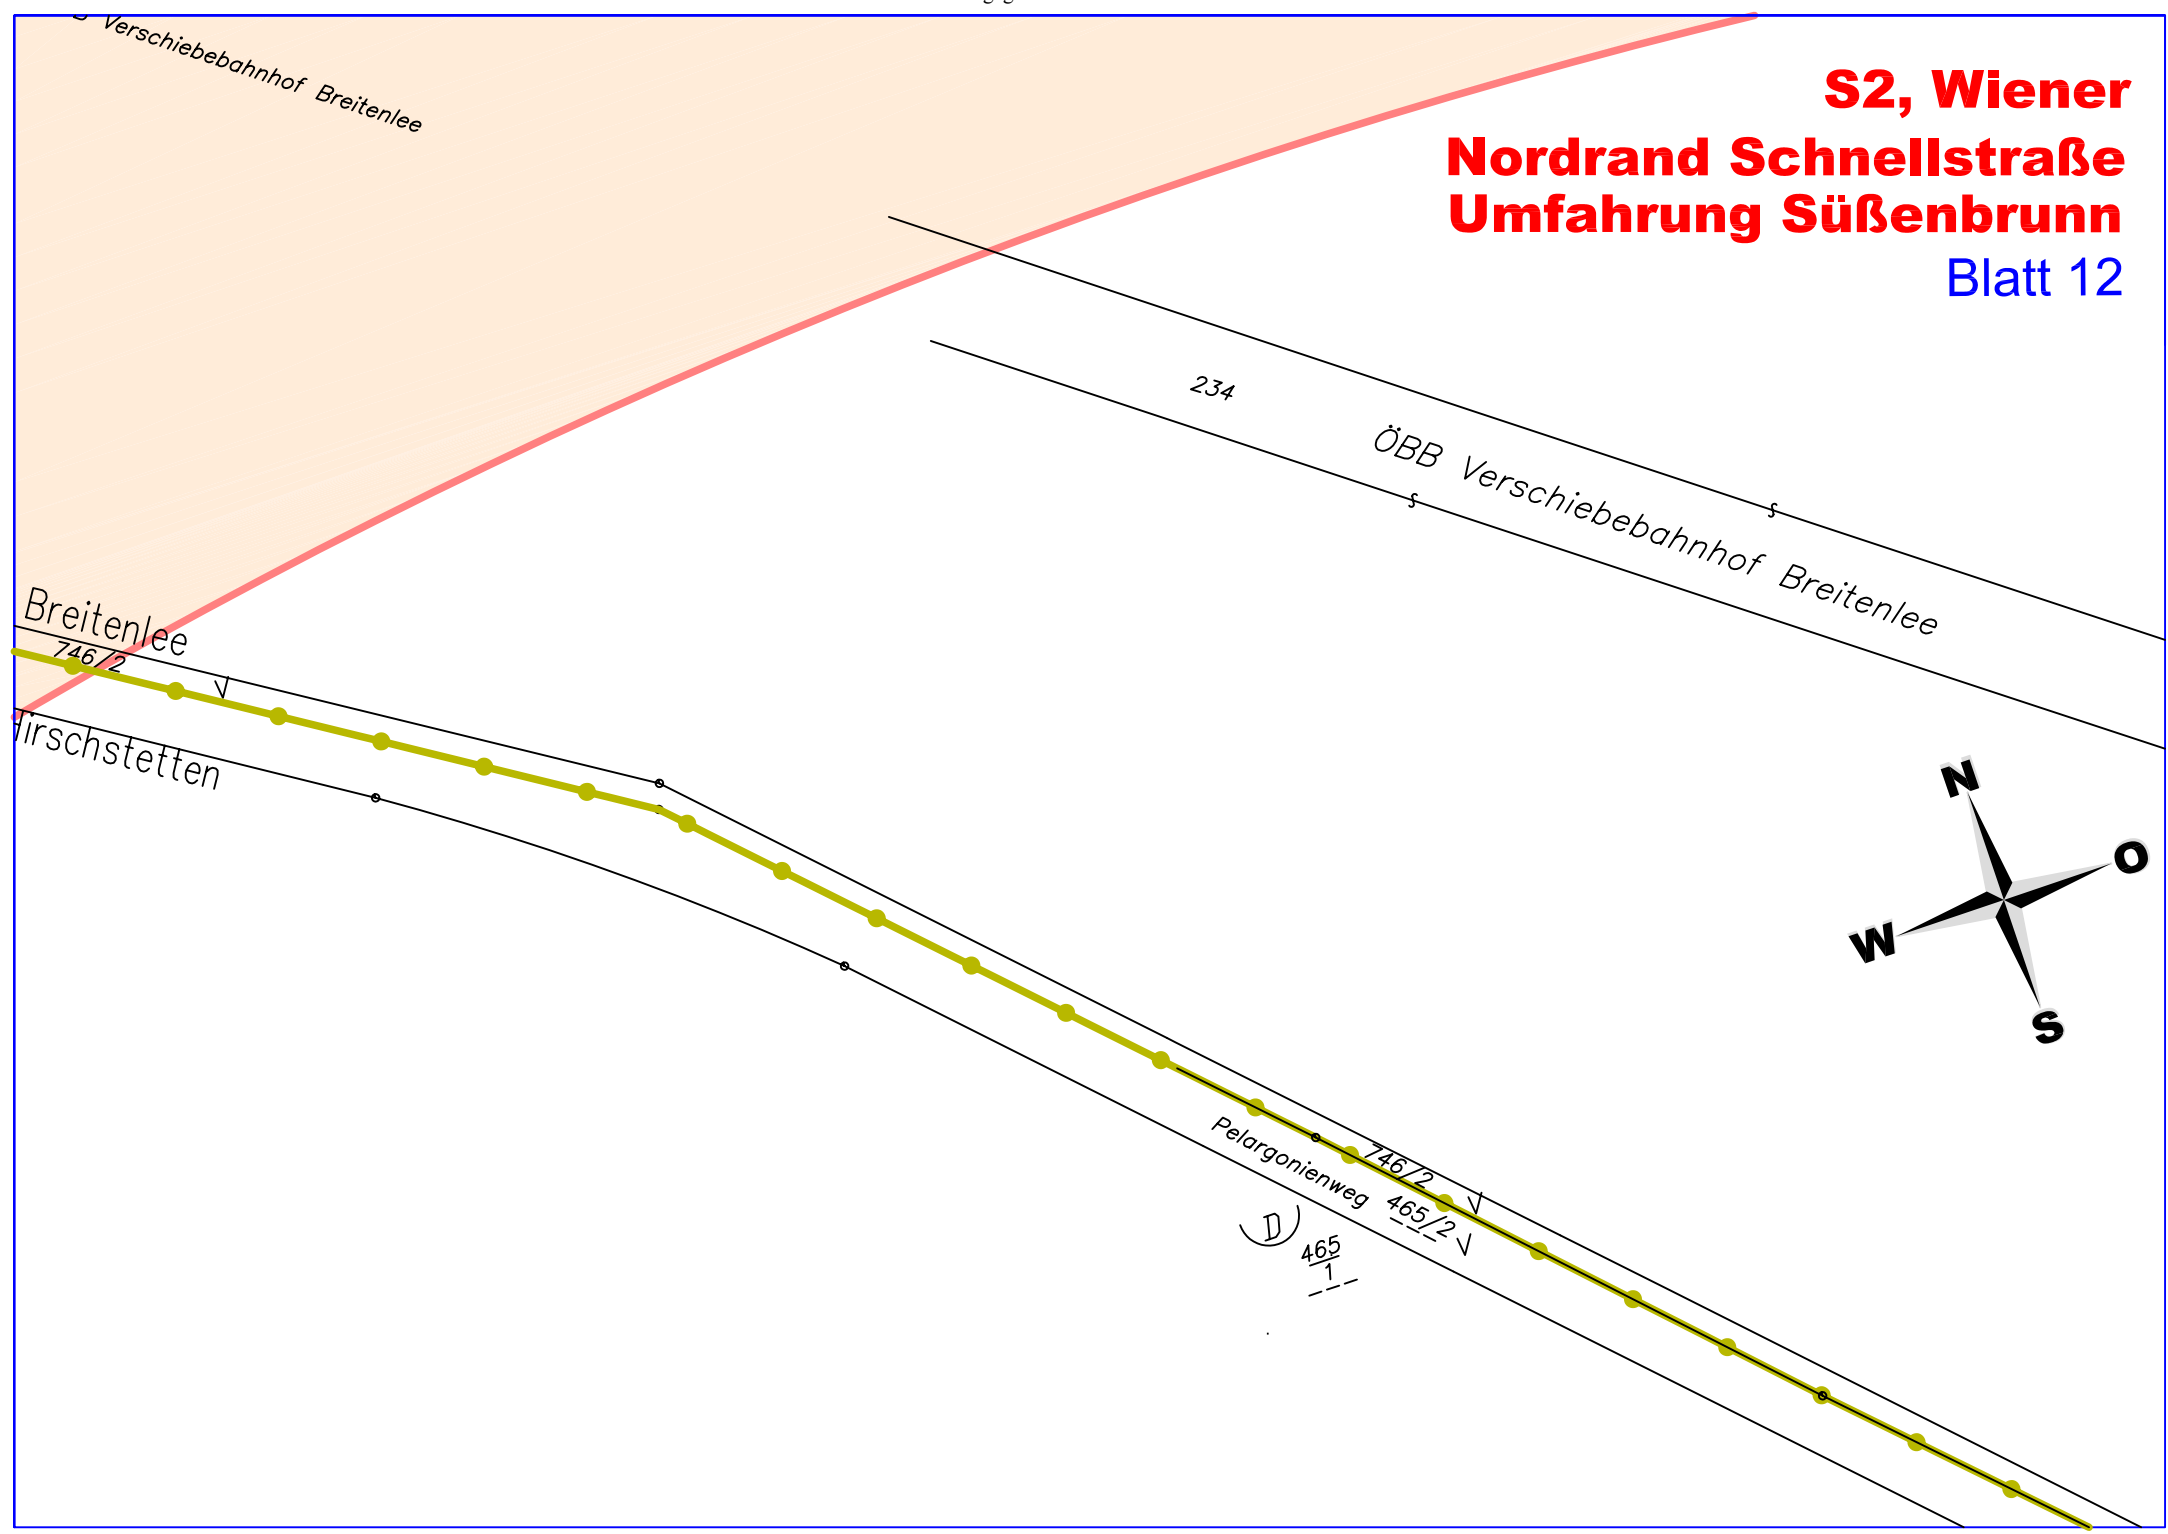 Verschiebebahnhof Breitenlee
S2, Wiener
Nordrand Schnellstraße
Umfahrung Süßenbrunn
Blatt 12
234
ÖBB Verschiebebahnhof Breitenlee
Breitenlee
746/2
Hirschstetten
N
O
W
S
Pelargonienweg
746/2
465/2
D
465
1